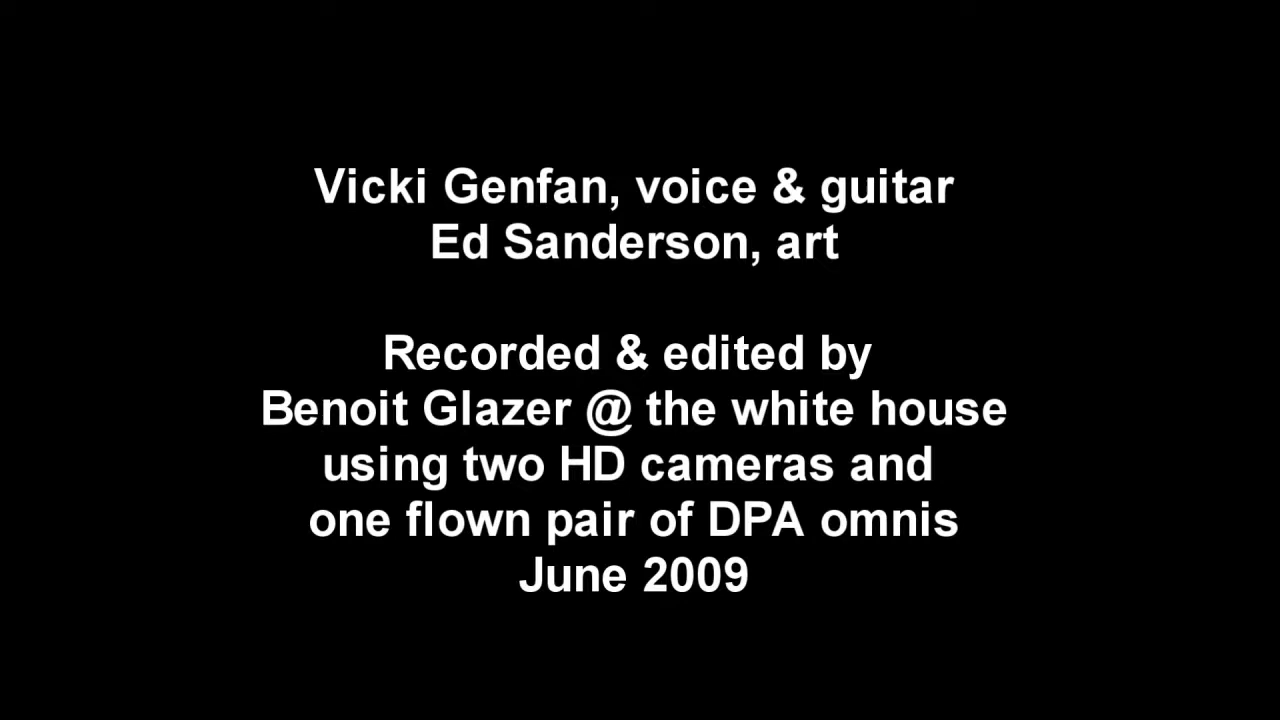 Vicki Genfan, voice & guitar
Ed Sanderson, art
Recorded & edited by
Benoit Glazer @ the white house
using two HD cameras and
one flown pair of DPA omnis
June 2009